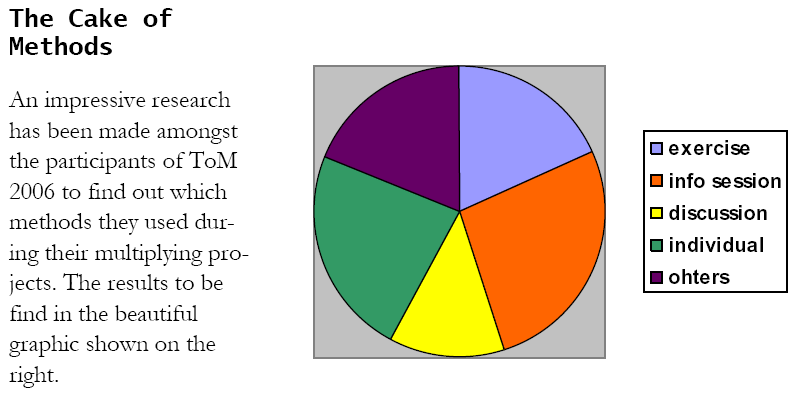 The Cake of
Methods
An impressive research
has been made amongst
the participants of ToM
2006 to find out which
methods they used dur-
ing their multiplying pro-
jects. The results to be
find in the beautiful
graphic shown on the
right.
exercise
info session
discussion
individual
ohters